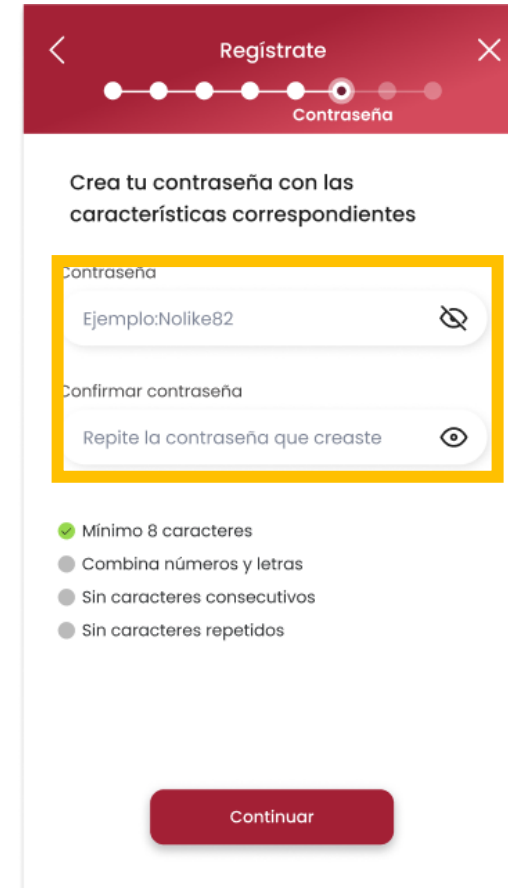 Regístrate
Contraseña
Crea tu contraseña con las
características correspondientes
Contraseña
Ejemplo:Nolike82
Confirmar contraseña
Repite la contraseña que creaste
Mínimo 8 caracteres
Combina números y letras
Sin caracteres consecutivos
Sin caracteres repetidos
Continuar